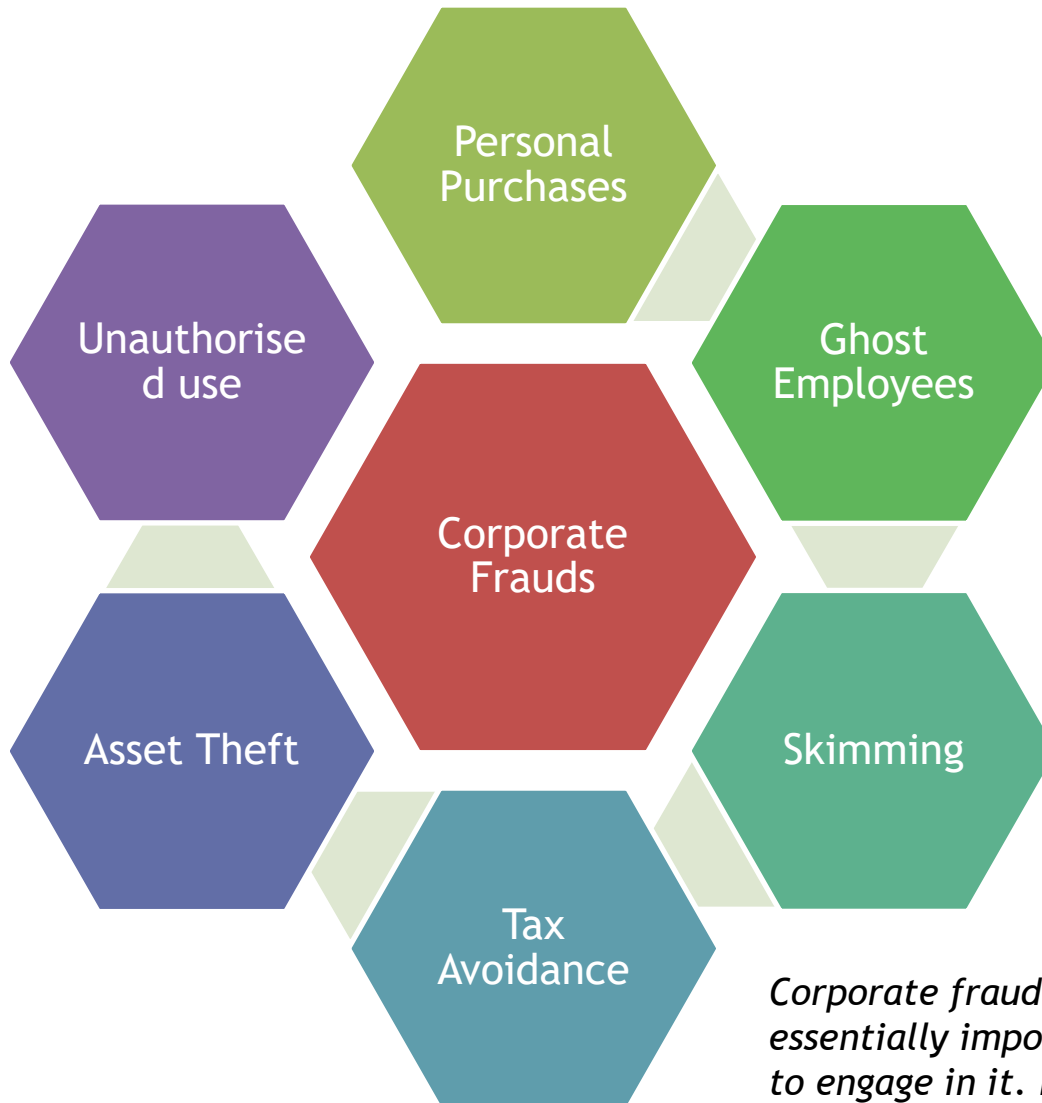 Personal
Purchases
Unauthorise
d use
Ghost
Employees
Corporate
Frauds
Asset Theft
Skimming
Tax
Avoidance
Corporate fraud
essentially
to engage in it.